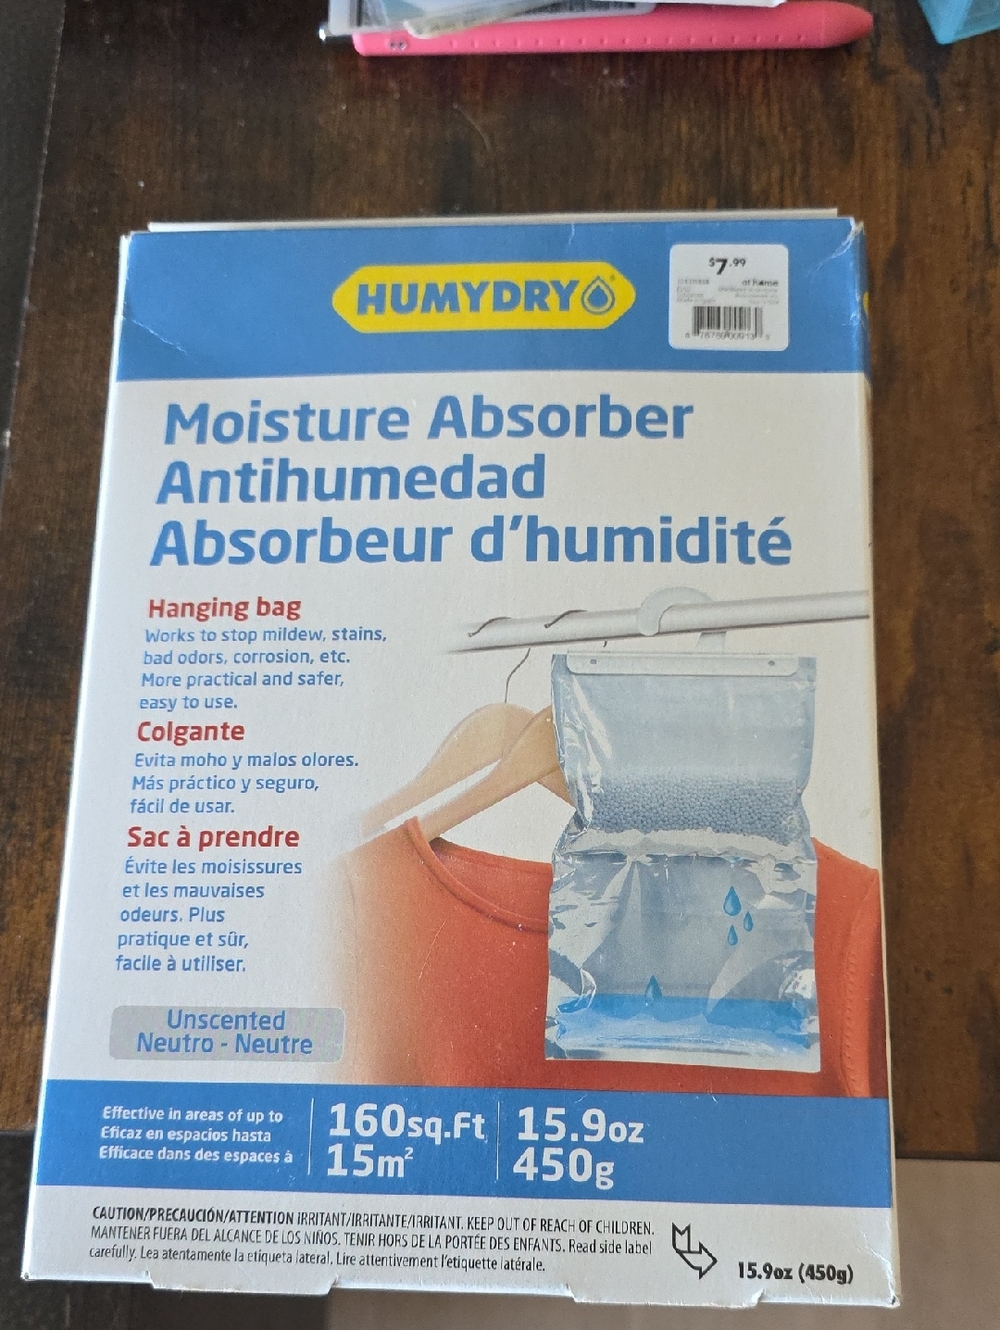 HUMYDRY
$7.99
at home
Moisture Absorber
Antihumedad
Absorbeur d'humidité
Hanging bag
Works to stop mildew, stains,
bad odors, corrosion, etc.
More practical and safer,
easy to use.
Colgante
Evita moho y malos olores.
Más práctico y seguro,
fácil de usar.
Sac à prendre
Évite les moisissures
et les mauvaises
odeurs. Plus
pratique et sûr,
facile à utiliser.
Unscented
Neutro - Neutre
Effective in areas of up to
Eficaz en espacios hasta
Efficace dans des espaces à
160sq.Ft
15m²
15.9oz
450g
CAUTION/PRECAUCIÓN/ATTENTION IRRITANT/IRRITANTE/IRRITANT. KEEP OUT OF REACH OF CHILDREN.
MANTENER FUERA DEL ALCANCE DE LOS NIÑOS. TENIR HORS DE LA PORTÉE DES ENFANTS. Read side label
carefully. Lea atentamente la etiqueta lateral. Lire attentivement l'etiquette latérale.
15.9oz (450g)